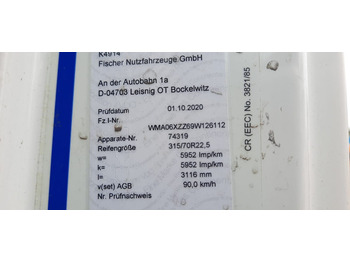 K4914
Fischer Nutzfahrzeuge GmbH
An der Autobahn 1a
D-04703 Leisnig OT Bockelwitz
Prüfdatum 01.10.2020
Fz.I-Nr. WMA06XZZ69W126112
Apparate-Nr. 74319
Reifengröße 315/70R22,5
w= 5952 Imp/km
k= 5952 Imp/km
l= 3116 mm
v(set) AGB 90,0 km/h
Nr. Prüfnachweis
CR (EEC) No. 3821/85